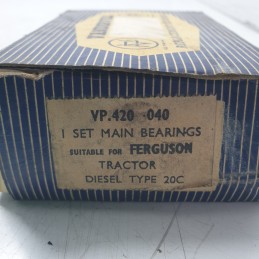 VP.420 .040
1 SET MAIN BEARINGS
SUITABLE FOR FERGUSON
TRACTOR
DIESEL TYPE 20C